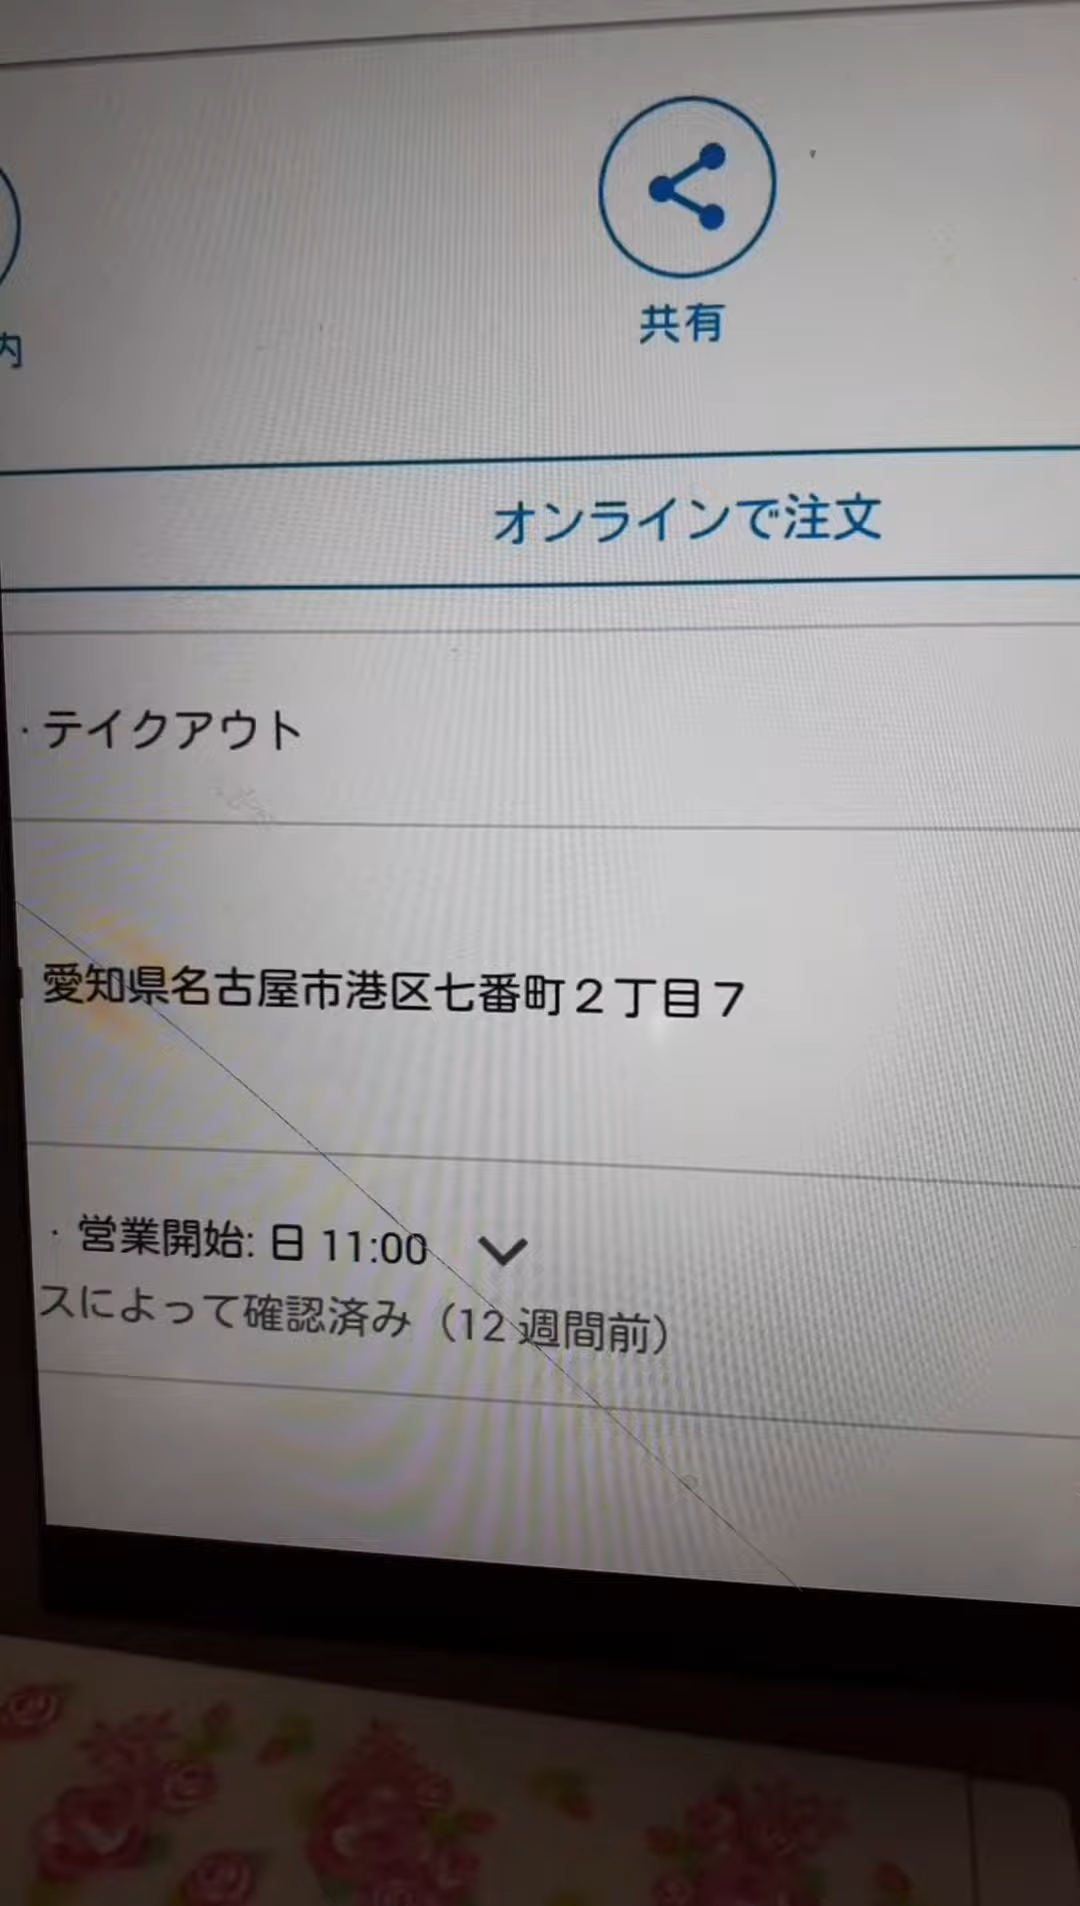 内
共有
オンラインで注文
· テイクアウト
愛知県名古屋市港区七番町２丁目７
· 営業開始: 日 11:00
スによって確認済み（12 週間前）